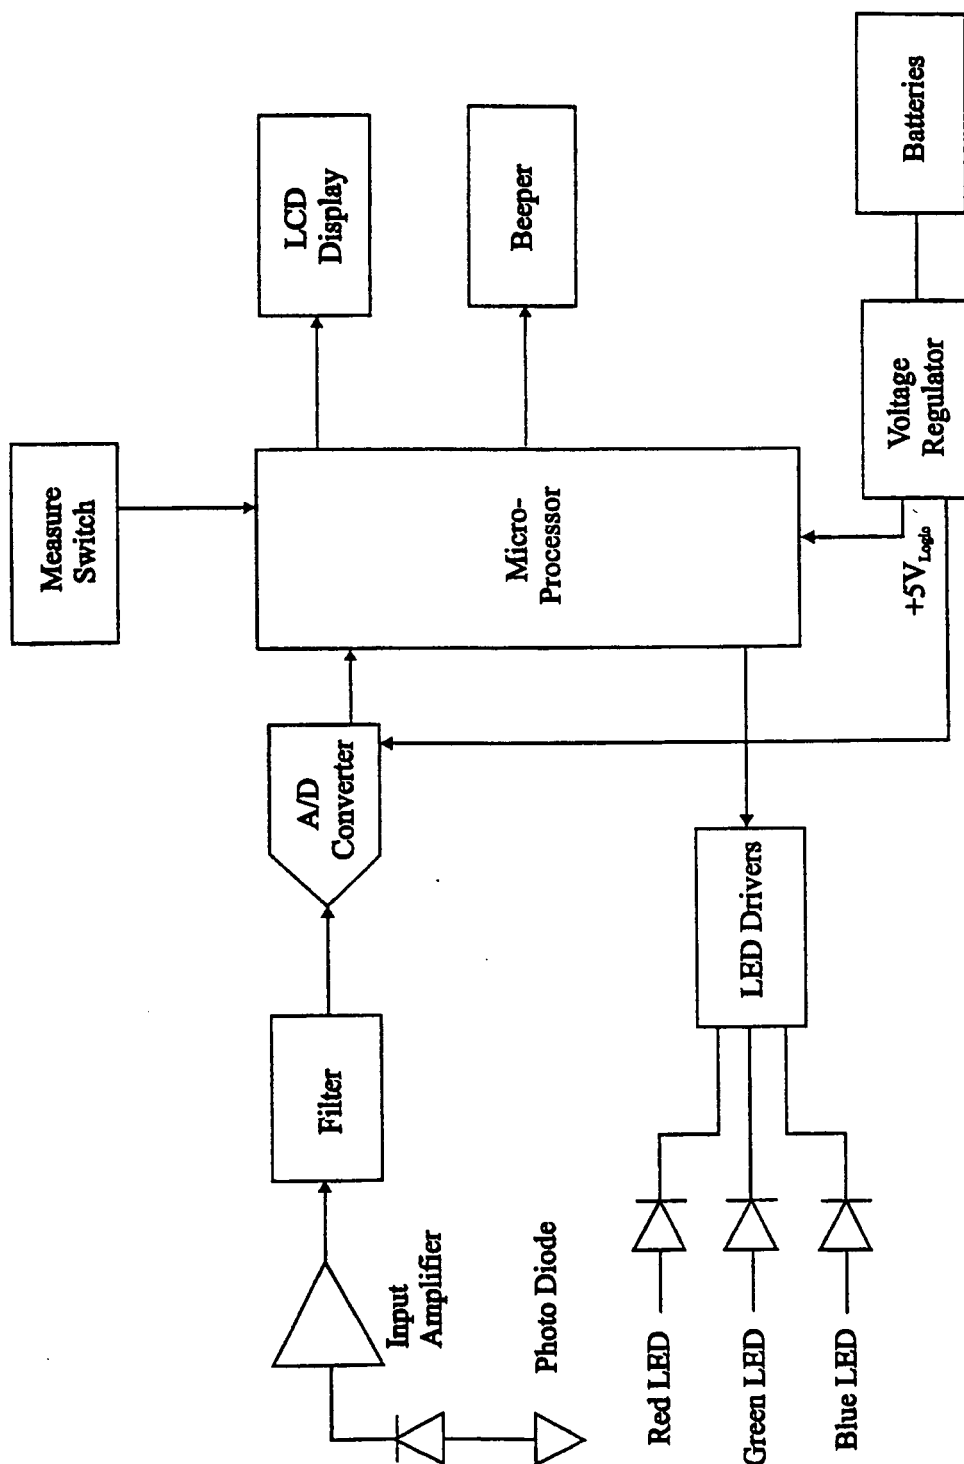 Measure
Switch
LCD
Display
Beeper
Micro-
Processor
A/D
Converter
Filter
Input
Amplifier
Photo Diode
LED Drivers
Red LED
Green LED
Blue LED
+5VLogic
Voltage
Regulator
Batteries